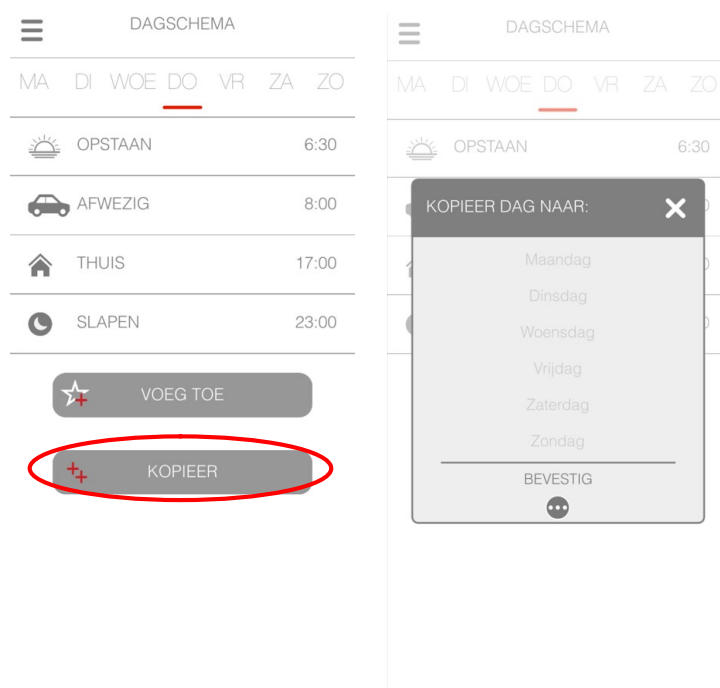 DAGSCHEMA
MA DI WOE DO VR ZA ZO
OPSTAAN 6:30
AFWEZIG 8:00
THUIS 17:00
SLAPEN 23:00
VOEG TOE
KOPIEER
DAGSCHEMA
MA DI WOE DO VR ZA ZO
OPSTAAN 6:30
KOPIEER DAG NAAR:
Maandag
Dinsdag
Woensdag
Vrijdag
Zaterdag
Zondag
BEVESTIG